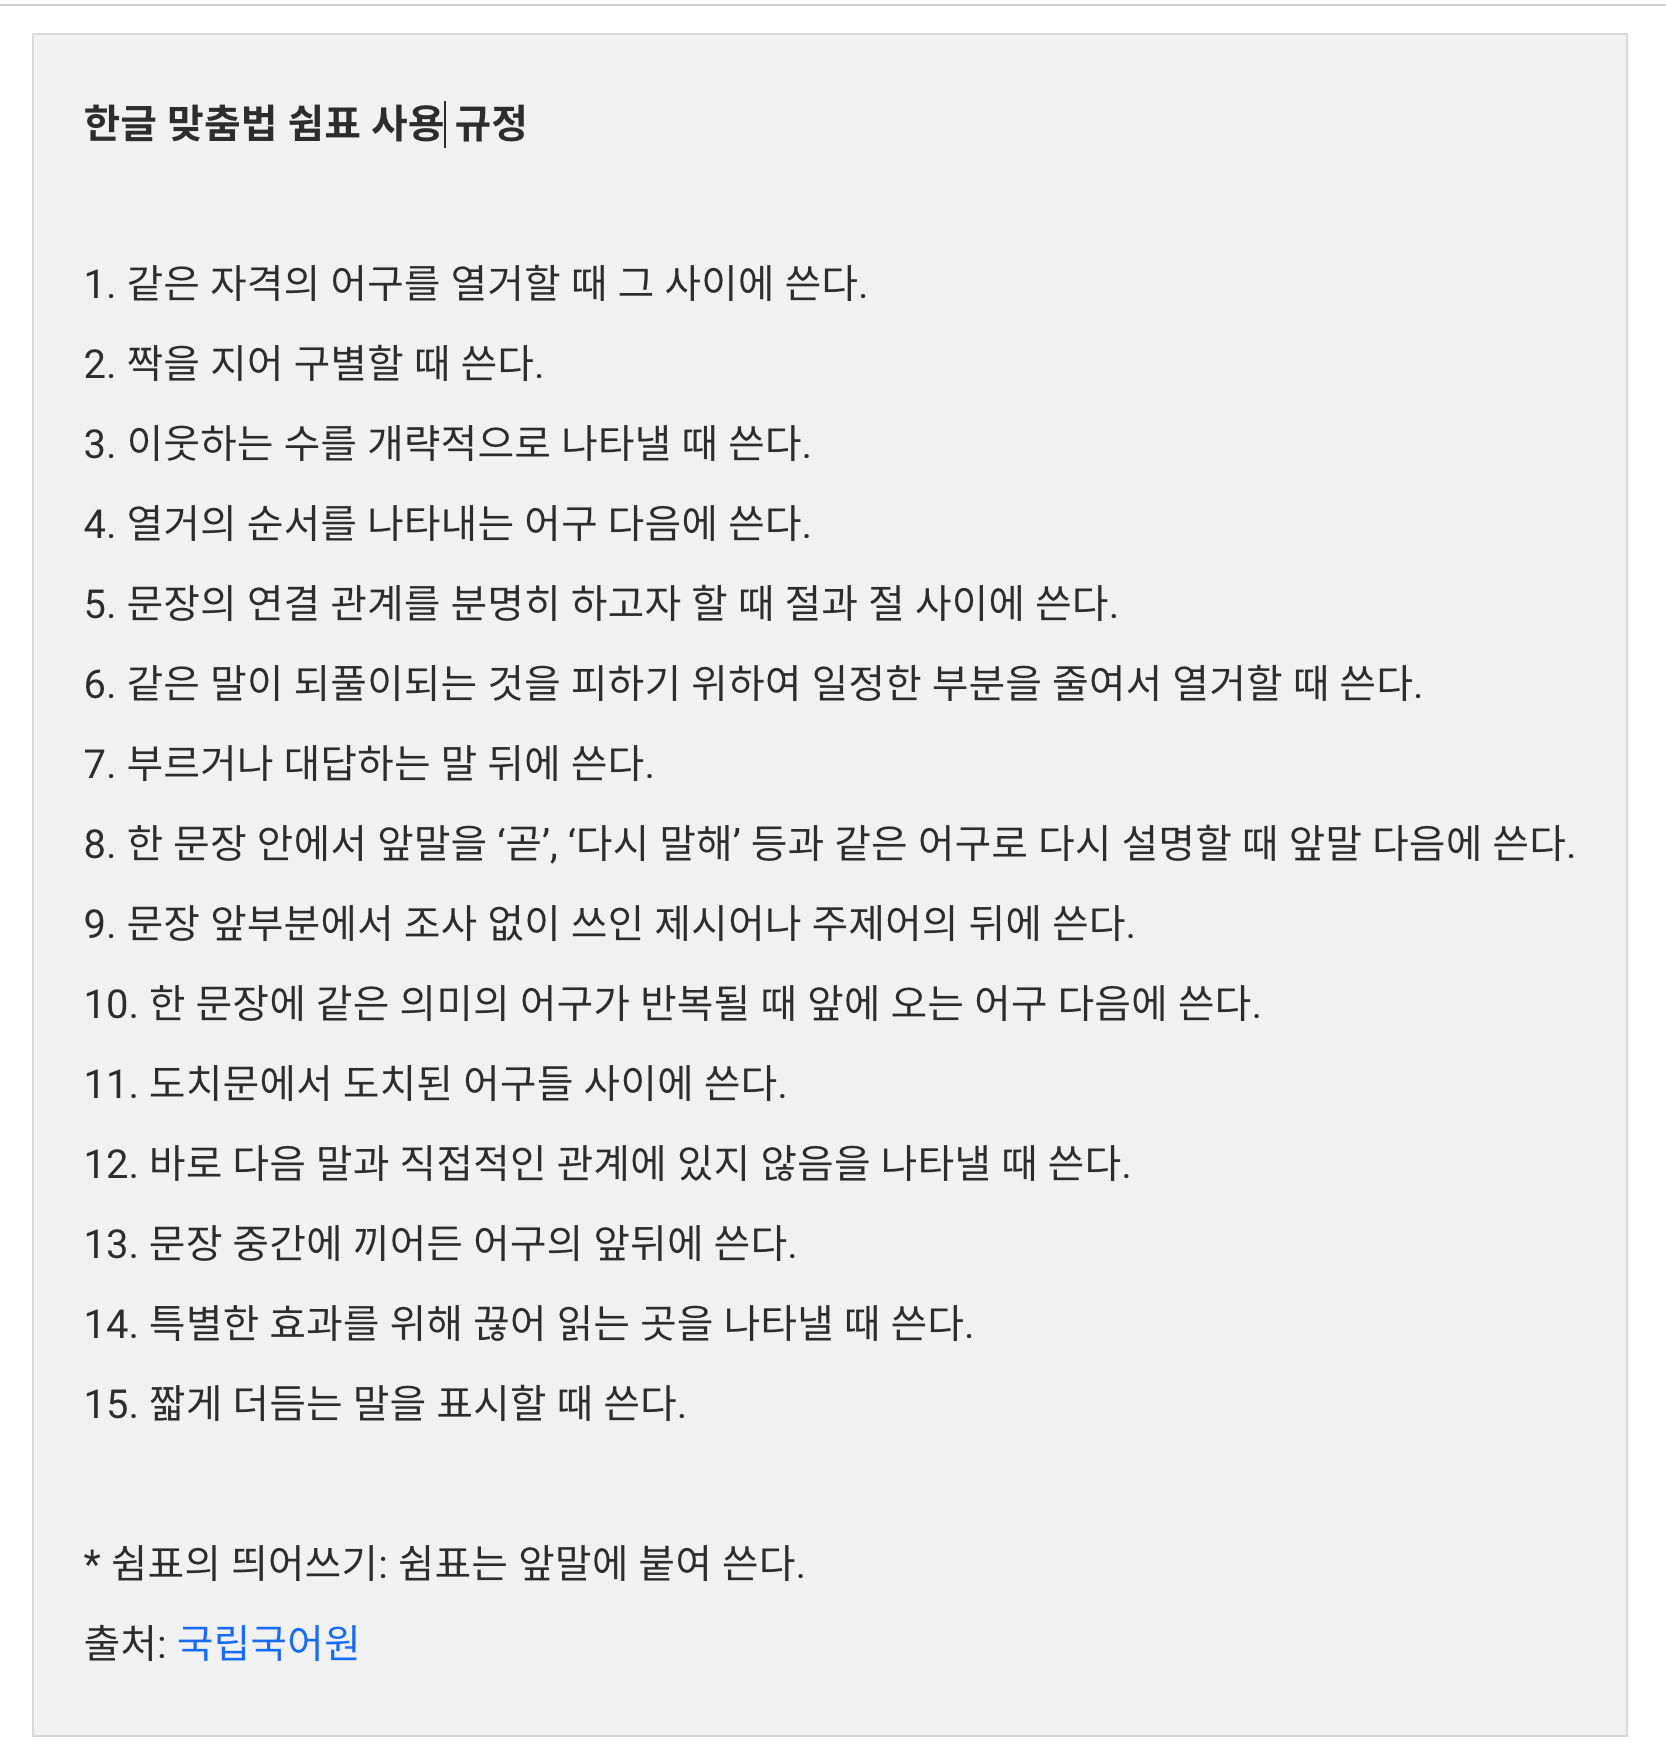 한글 맞춤법 쉼표 사용 규정
1. 같은 자격의 어구를 열거할 때 그 사이에 쓴다.
2. 짝을 지어 구별할 때 쓴다.
3. 이웃하는 수를 개략적으로 나타낼 때 쓴다.
4. 열거의 순서를 나타내는 어구 다음에 쓴다.
5. 문장의 연결 관계를 분명히 하고자 할 때 절과 절 사이에 쓴다.
6. 같은 말이 되풀이되는 것을 피하기 위하여 일정한 부분을 줄여서 열거할 때 쓴다.
7. 부르거나 대답하는 말 뒤에 쓴다.
8. 한 문장 안에서 앞말을 ‘곧’, ‘다시 말해’ 등과 같은 어구로 다시 설명할 때 앞말 다음에 쓴다.
9. 문장 앞부분에서 조사 없이 쓰인 제시어나 주제어의 뒤에 쓴다.
10. 한 문장에 같은 의미의 어구가 반복될 때 앞에 오는 어구 다음에 쓴다.
11. 도치문에서 도치된 어구들 사이에 쓴다.
12. 바로 다음 말과 직접적인 관계에 있지 않음을 나타낼 때 쓴다.
13. 문장 중간에 끼어든 어구의 앞뒤에 쓴다.
14. 특별한 효과를 위해 끊어 읽는 곳을 나타낼 때 쓴다.
15. 짧게 더듬는 말을 표시할 때 쓴다.
* 쉼표의 띄어쓰기: 쉼표는 앞말에 붙여 쓴다.
출처: 국립국어원